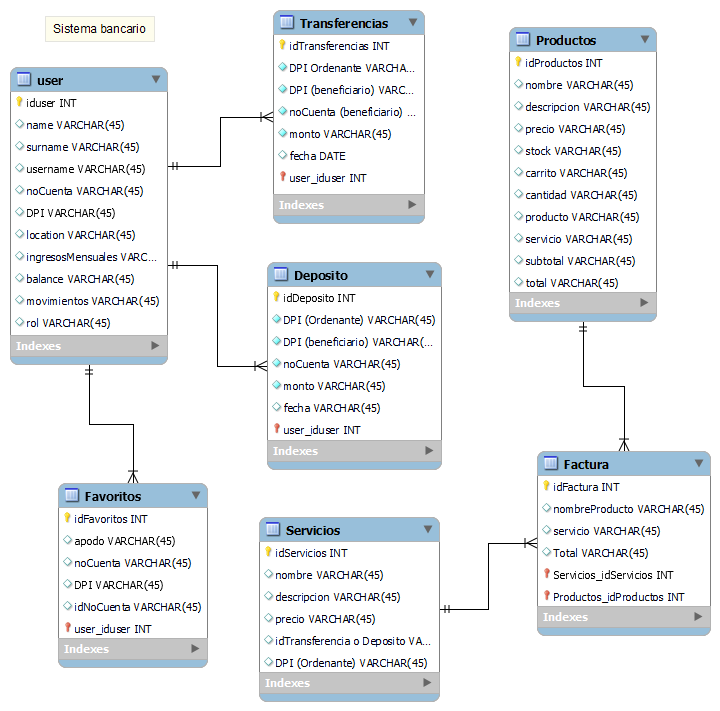 Sistema bancario
user
iduser INT
name VARCHAR(45)
surname VARCHAR(45)
username VARCHAR(45)
noCuenta VARCHAR(45)
DPI VARCHAR(45)
location VARCHAR(45)
ingresosMensuales VARC...
balance VARCHAR(45)
movimientos VARCHAR(45)
rol VARCHAR(45)
Indexes
Transferencias
idTransferencias INT
DPI Ordenante VARCHA...
DPI (beneficiario) VARC...
noCuenta (beneficiario) ...
monto VARCHAR(45)
fecha DATE
user_iduser INT
Indexes
Productos
idProductos INT
nombre VARCHAR(45)
descripcion VARCHAR(45)
precio VARCHAR(45)
stock VARCHAR(45)
carrito VARCHAR(45)
cantidad VARCHAR(45)
producto VARCHAR(45)
servicio VARCHAR(45)
subtotal VARCHAR(45)
total VARCHAR(45)
Indexes
Deposito
idDeposito INT
DPI (Ordenante) VARCHAR(45)
DPI (beneficiario) VARCHAR(...
noCuenta VARCHAR(45)
monto VARCHAR(45)
fecha VARCHAR(45)
user_iduser INT
Indexes
Favoritos
idFavoritos INT
apodo VARCHAR(45)
noCuenta VARCHAR(45)
DPI VARCHAR(45)
idNoCuenta VARCHAR(45)
user_iduser INT
Indexes
Servicios
idServicios INT
nombre VARCHAR(45)
descripcion VARCHAR(45)
precio VARCHAR(45)
idTransferencia o Deposito VA...
DPI (Ordenante) VARCHAR(45)
Indexes
Factura
idFactura INT
nombreProducto VARCHAR(45)
servicio VARCHAR(45)
Total VARCHAR(45)
Servicios_idServicios INT
Productos_idProductos INT
Indexes